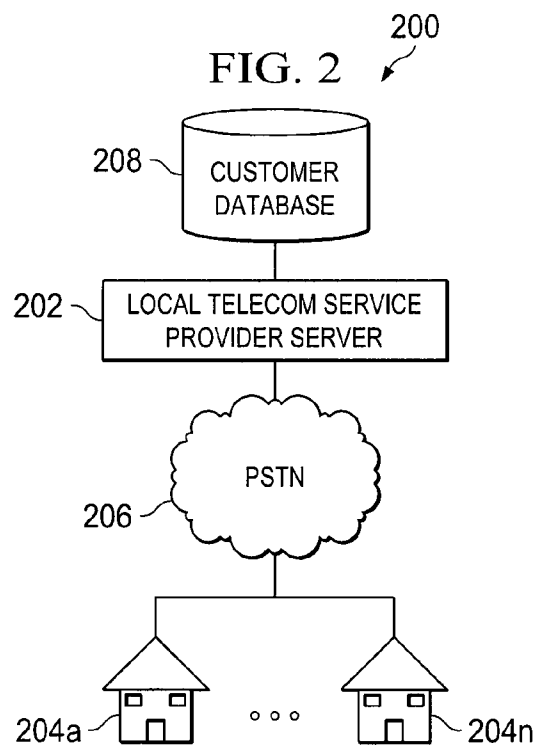 200
FIG. 2
208
CUSTOMER
DATABASE
202
LOCAL TELECOM SERVICE
PROVIDER SERVER
PSTN
206
204a
204n